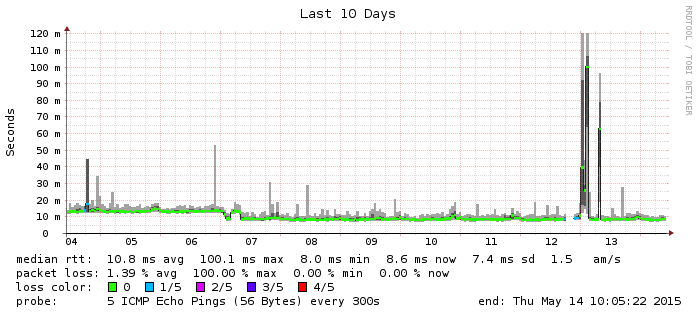 Last 10 Days
RRDTOOL / TOBI OETIKER
Seconds
120 m
110 m
100 m
90 m
80 m
70 m
60 m
50 m
40 m
30 m
20 m
10 m
0
04 05 06 07 08 09 10 11 12 13
median rtt: 10.8 ms avg 100.1 ms max 8.0 ms min 8.6 ms now 7.4 ms sd 1.5 am/s
packet loss: 1.39 % avg 100.00 % max 0.00 % min 0.00 % now
loss color: 0 1/5 2/5 3/5 4/5
probe: 5 ICMP Echo Pings (56 Bytes) every 300s end: Thu May 14 10:05:22 2015